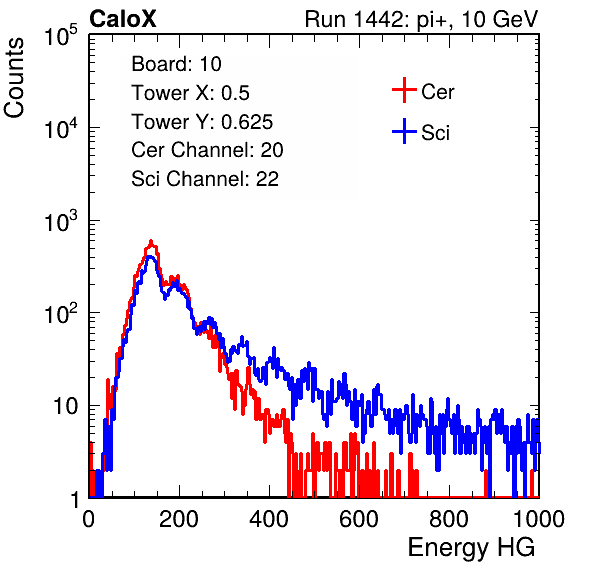 CaloX Run 1442: pi+, 10 GeV
Counts
Board: 10
Tower X: 0.5
Tower Y: 0.625
Cer Channel: 20
Sci Channel: 22
Cer
Sci
10^5
10^4
10^3
10^2
10
1
0 200 400 600 800 1000
Energy HG